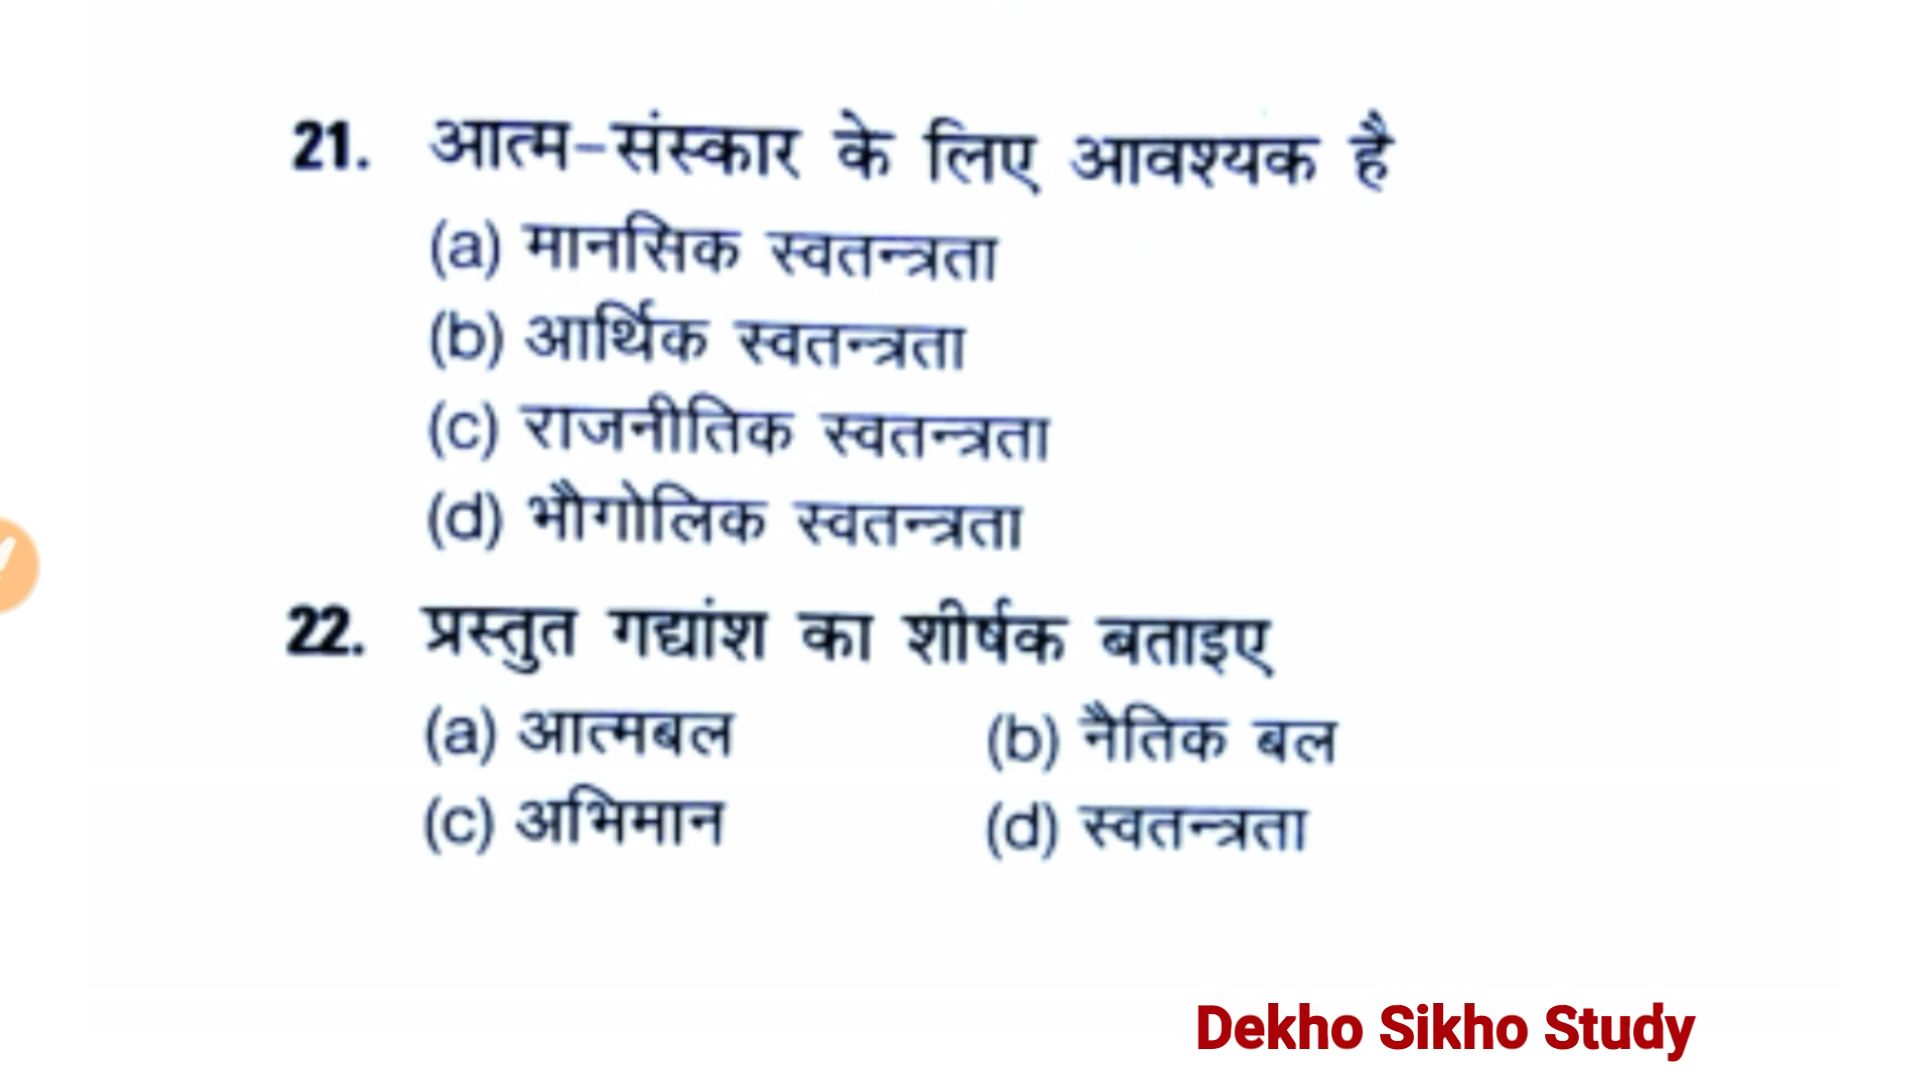 21. आत्म-संस्कार के लिए आवश्यक है
(a) मानसिक स्वतन्त्रता
(b) आर्थिक स्वतन्त्रता
(c) राजनीतिक स्वतन्त्रता
(d) भौगोलिक स्वतन्त्रता
22. प्रस्तुत गद्यांश का शीर्षक बताइए
(a) आत्मबल (b) नैतिक बल
(c) अभिमान (d) स्वतन्त्रता
Dekho Sikho Study